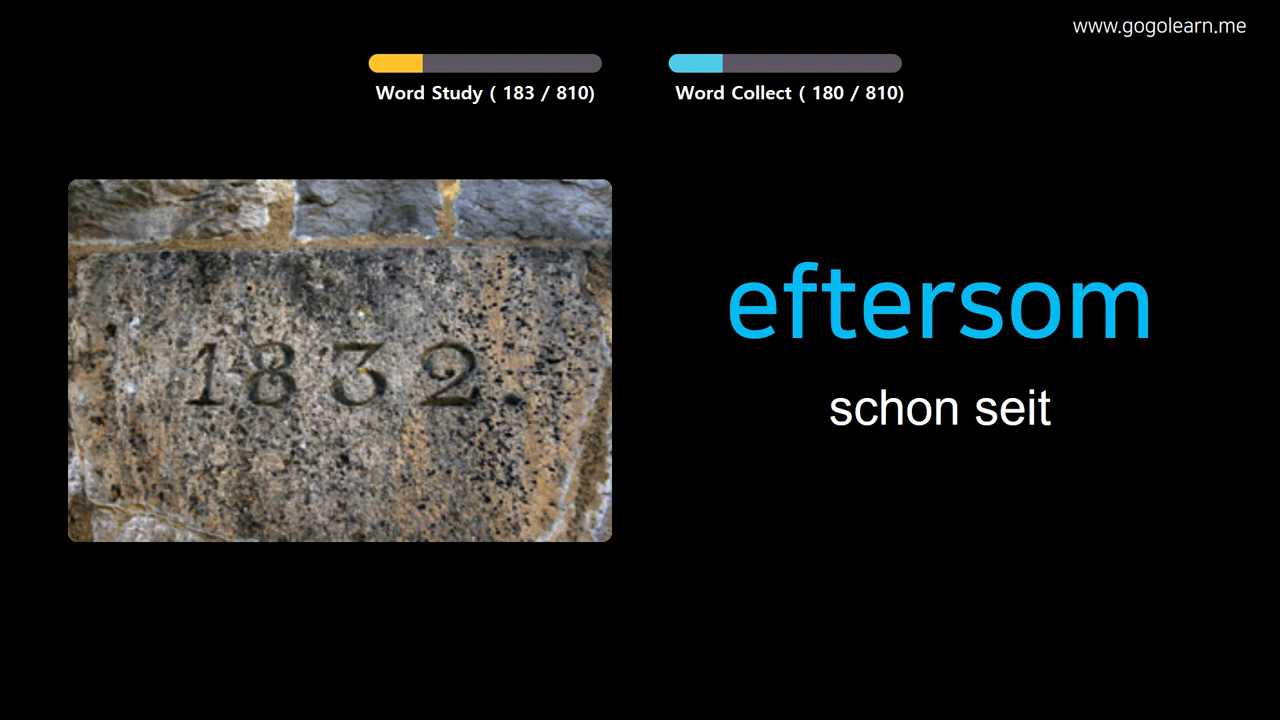 www.gogolearn.me
Word Study ( 183 / 810)
Word Collect ( 180 / 810)
1832.
eftersom
schon seit